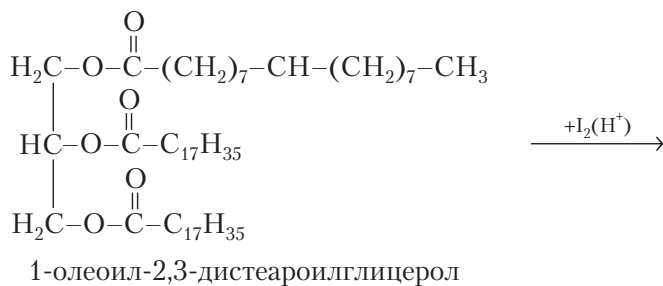 O
||
H₂C–O–C–(CH₂)₇–CH–(CH₂)₇–CH₃
O
||
HC–O–C–C₁₇H₃₅
+I₂(H⁺)
O
||
H₂C–O–C–C₁₇H₃₅
1-олеоил-2,3-дистеароилглицерол